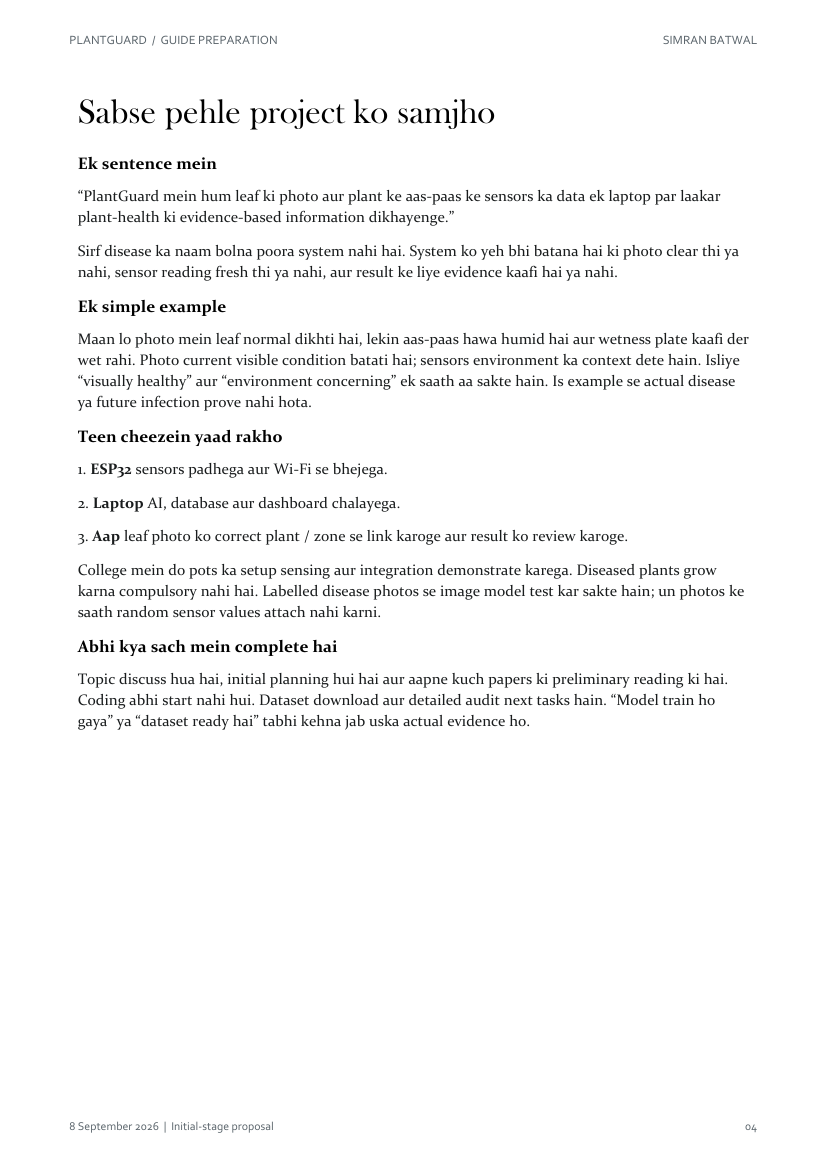 PLANTGUARD / GUIDE PREPARATION
SIMRAN BATWAL
Sabse pehle project ko samjho
Ek sentence mein
“PlantGuard mein hum leaf ki photo aur plant ke aas-paas ke sensors ka data ek laptop par laakar
plant-health ki evidence-based information dikhayenge.”
Sirf disease ka naam bolna poora system nahi hai. System ko yeh bhi batana hai ki photo clear thi ya
nahi, sensor reading fresh thi ya nahi, aur result ke liye evidence kaafi hai ya nahi.
Ek simple example
Maan lo photo mein leaf normal dikhti hai, lekin aas-paas hawa humid hai aur wetness plate kaafi der
wet rahi. Photo current visible condition batati hai; sensors environment ka context dete hain. Isliye
“visually healthy” aur “environment concerning” ek saath aa sakte hain. Is example se actual disease
ya future infection prove nahi hota.
Teen cheezein yaad rakho
1. ESP32 sensors padhega aur Wi-Fi se bhejega.
2. Laptop AI, database aur dashboard chalayega.
3. Aap leaf photo ko correct plant / zone se link karoge aur result ko review karoge.
College mein do pots ka setup sensing aur integration demonstrate karega. Diseased plants grow
karna compulsory nahi hai. Labelled disease photos se image model test kar sakte hain; un photos ke
saath random sensor values attach nahi karni.
Abhi kya sach mein complete hai
Topic discuss hua hai, initial planning hui hai aur aapne kuch papers ki preliminary reading ki hai.
Coding abhi start nahi hui. Dataset download aur detailed audit next tasks hain. “Model train ho
gaya” ya “dataset ready hai” tabhi kehna jab uska actual evidence ho.
8 September 2026 | Initial-stage proposal
04